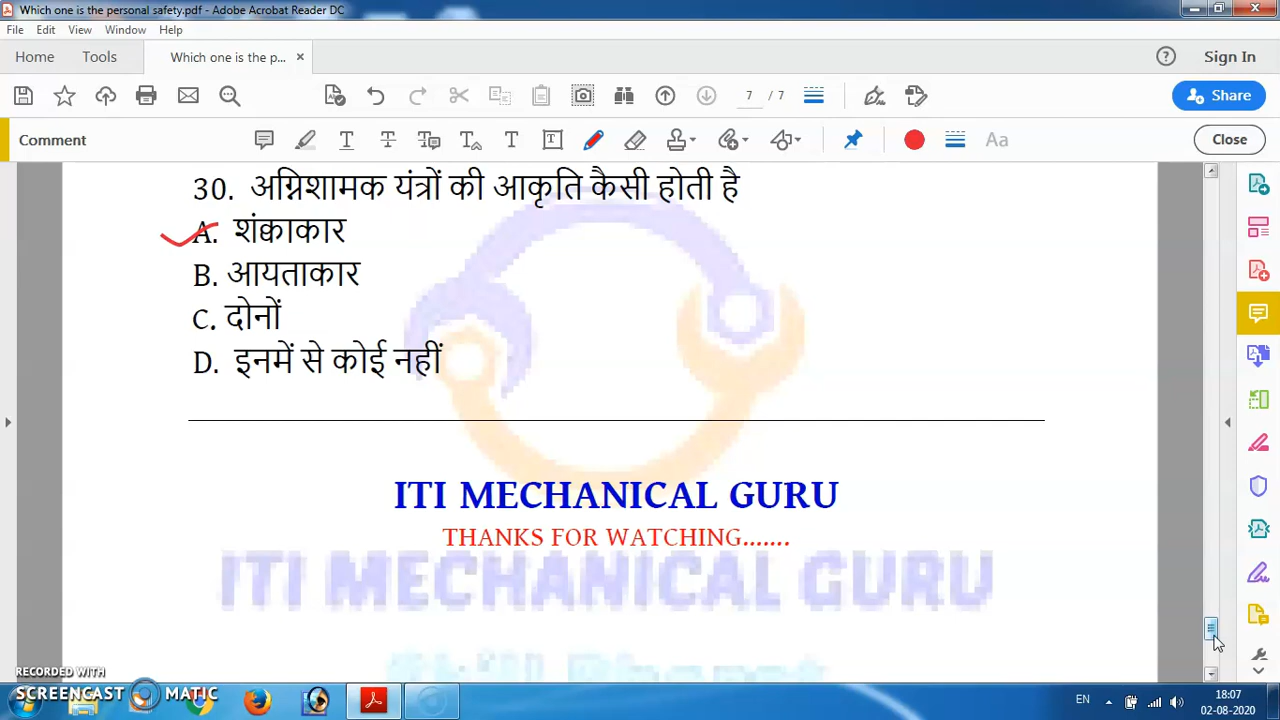 Which one is the personal safety.pdf - Adobe Acrobat Reader DC
File Edit View Window Help
Home Tools Which one is the p... × Sign In
7 / 7 Share
Comment Aa Close
30. अग्निशामक यंत्रों की आकृति कैसी होती है
A. शंक्वाकार
B. आयताकार
C. दोनों
D. इनमें से कोई नहीं
ITI MECHANICAL GURU
THANKS FOR WATCHING.......
ITI MECHANICAL GURU
RECORDED WITH
SCREENCAST MATIC
EN 18:07
02-08-2020